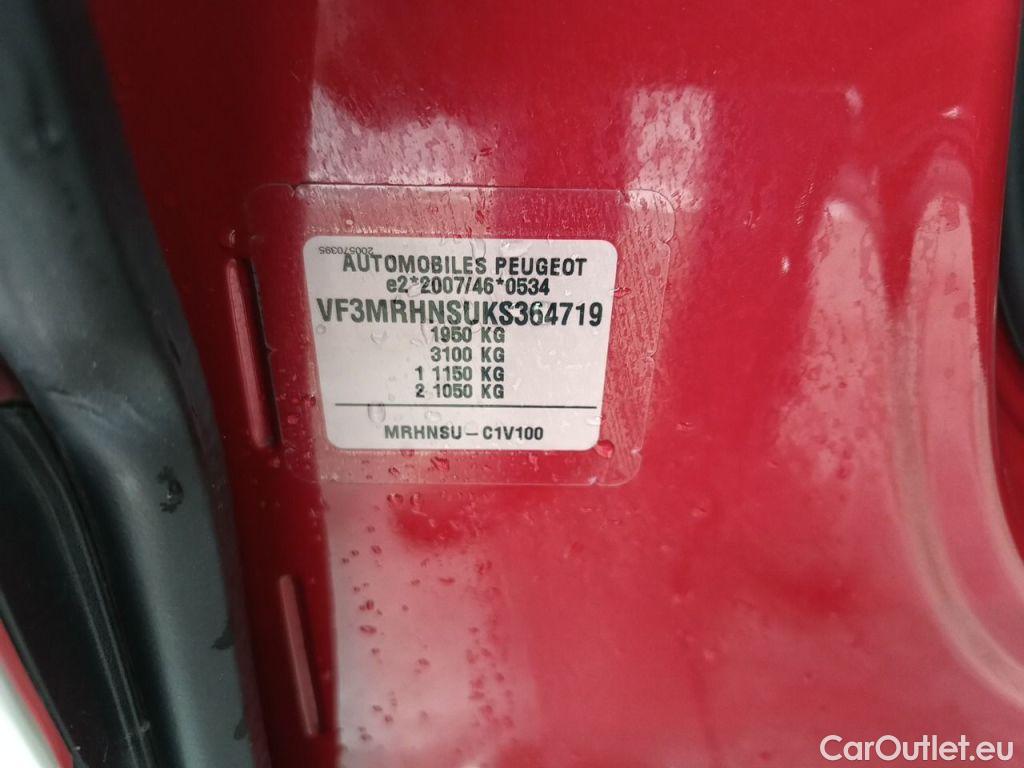 200570395
AUTOMOBILES PEUGEOT
e2*2007/46*0534
VF3MRHNSUKS364719
1950 KG
3100 KG
1 1150 KG
2 1050 KG
MRHNSU-C1V100
CarOutlet.eu